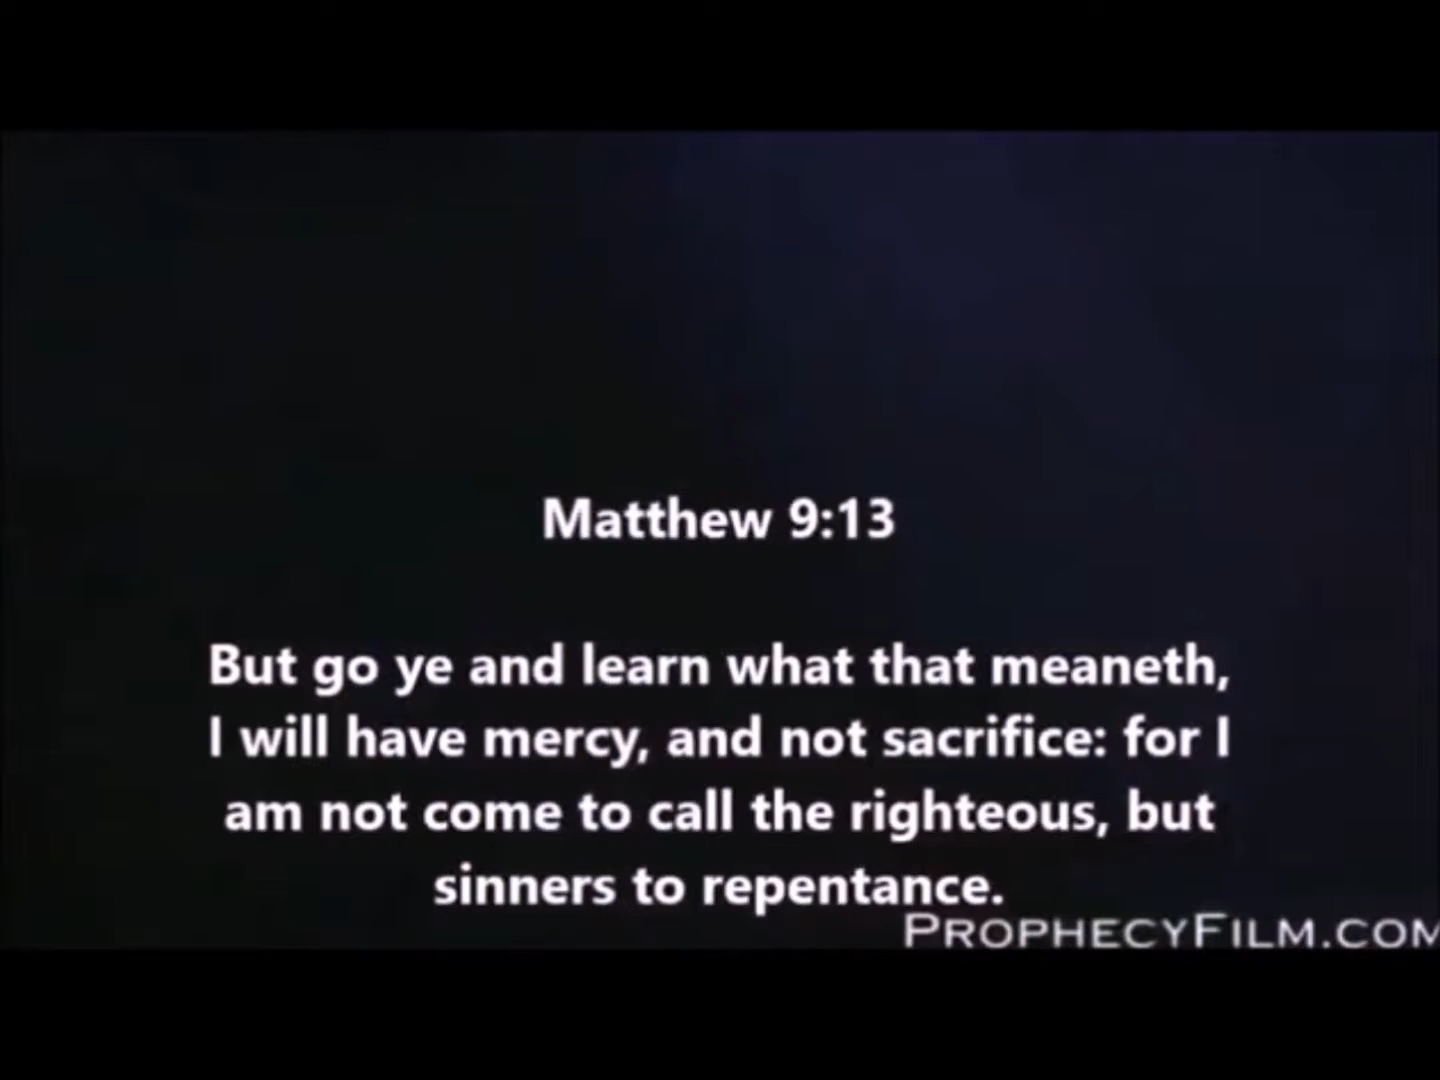 Matthew 9:13
But go ye and learn what that meaneth,
I will have mercy, and not sacrifice: for I
am not come to call the righteous, but
sinners to repentance.
PROPHECYFILM.COM